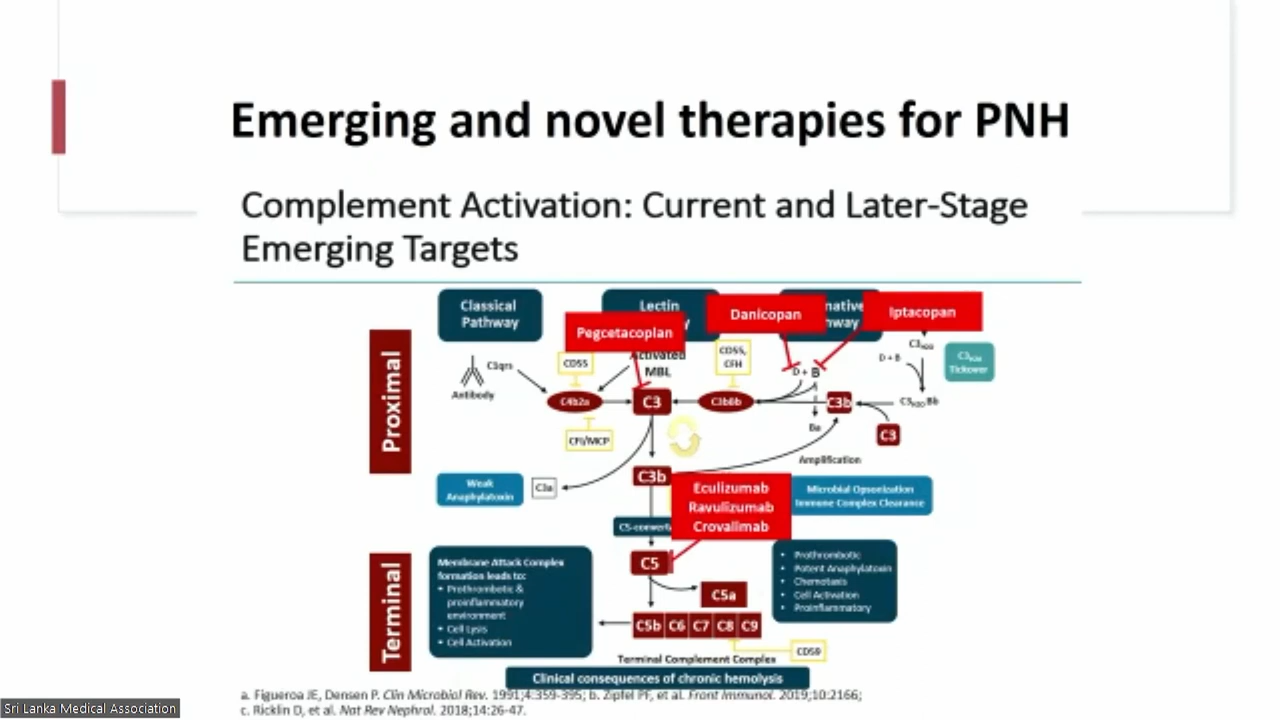 Emerging and novel therapies for PNH
Complement Activation: Current and Later-Stage
Emerging Targets
Classical
Pathway
Lectin
Pegcetacoplan
Danicopan
Iptacopan
Proximal
C1qrs
Antibody
CD55
Activated
MBL
CD55,
CFH
D + B
D + B
C3H2O
C3H2O
Tickover
C4b2a
C3
C3bBb
C3b
C3H2O Bb
CFI/MCP
Ba
C3
Amplification
Weak
Anaphylatoxin
C3a
C3b
Eculizumab
Ravulizumab
Crovalimab
Microbial Opsonization
Immune Complex Clearance
Terminal
Membrane Attack Complex
formation leads to:
• Prothrombotic &
proinflammatory
environment
• Cell Lysis
• Cell Activation
C5
C5a
• Prothrombotic
• Potent Anaphylatoxin
• Chemotaxis
• Cell Activation
• Proinflammatory
C5b C6 C7 C8 C9
CD59
Terminal Complement Complex
Clinical consequences of chronic hemolysis
a. Figueroa JE, Densen P. Clin Microbiol Rev. 1991;4:359-395; b. Zipfel PF, et al. Front Immunol. 2019;10:2166;
c. Ricklin D, et al. Nat Rev Nephrol. 2018;14:26-47.
Sri Lanka Medical Association